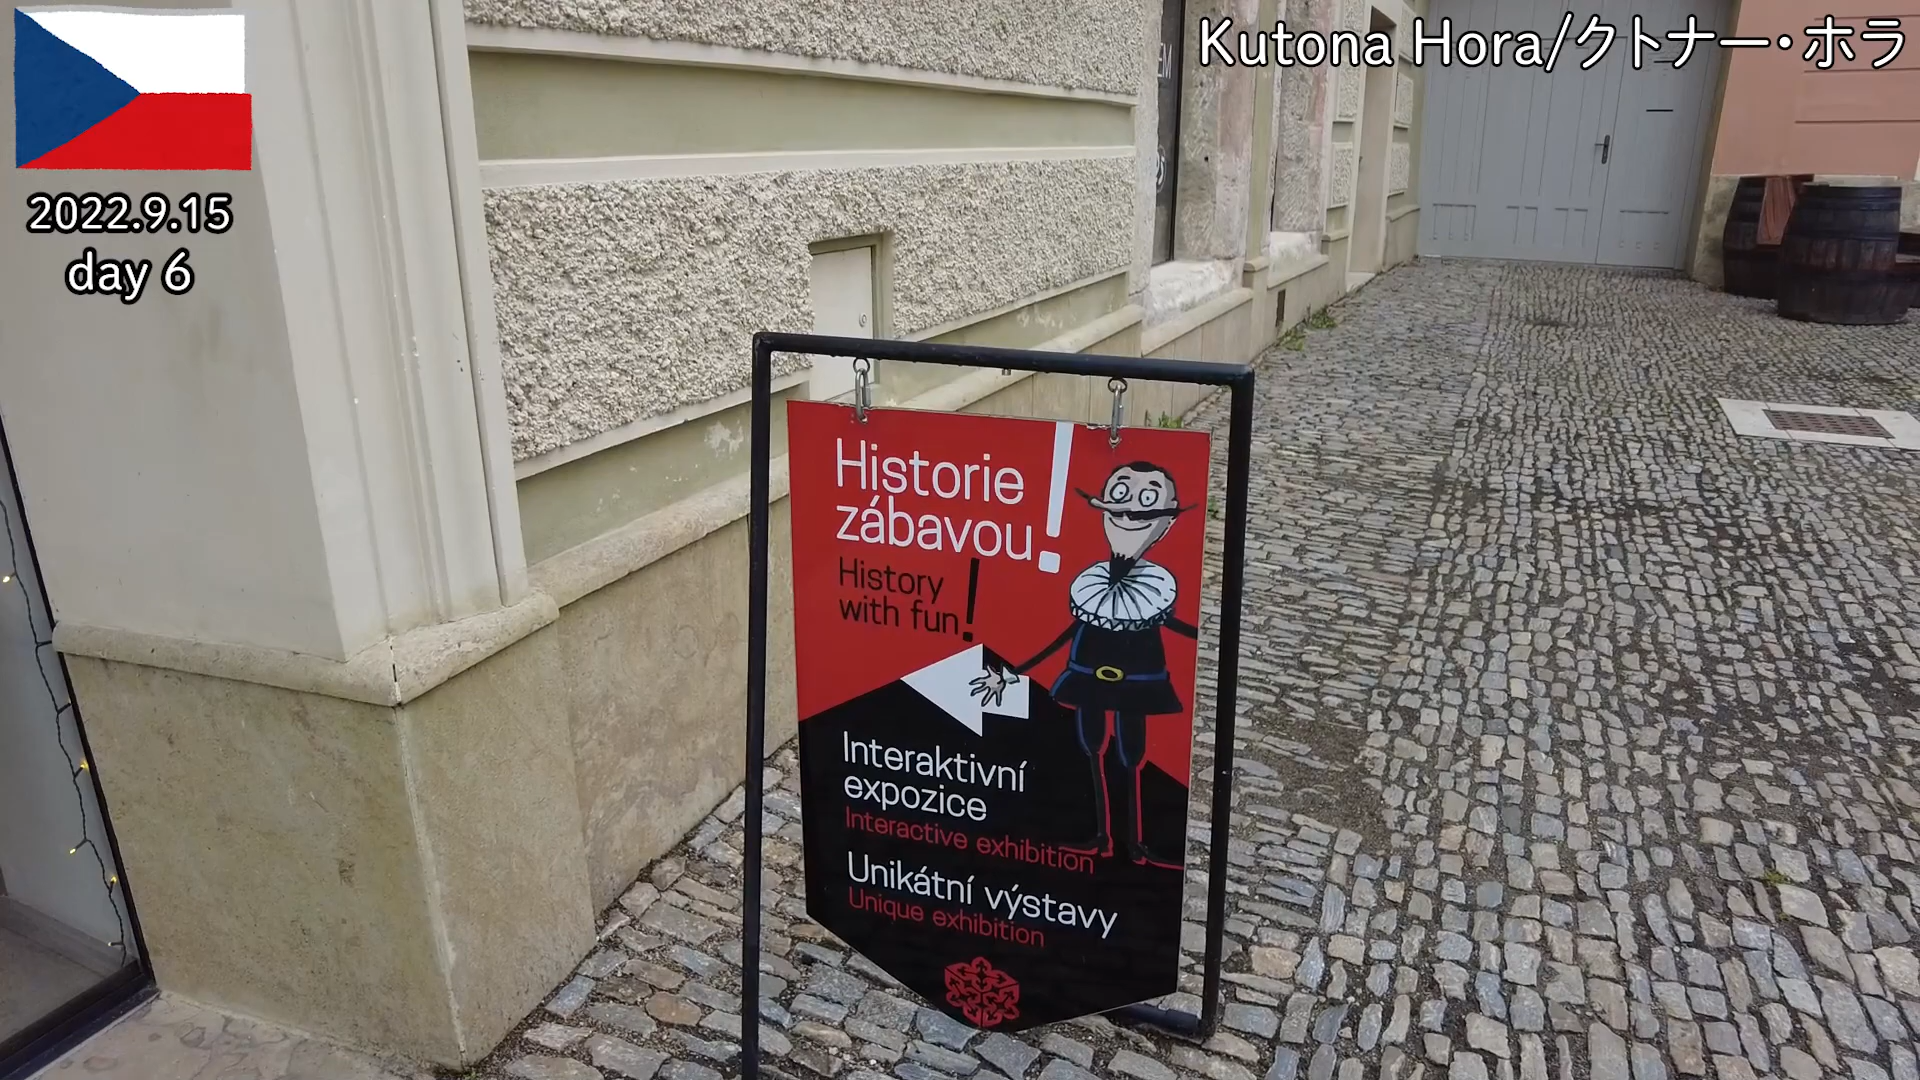 Kutona Hora/クトナー・ホラ
2022.9.15
day 6
Historie
zábavou!
History
with fun!
Interaktivní
expozice
Interactive exhibition
Unikátní výstavy
Unique exhibition